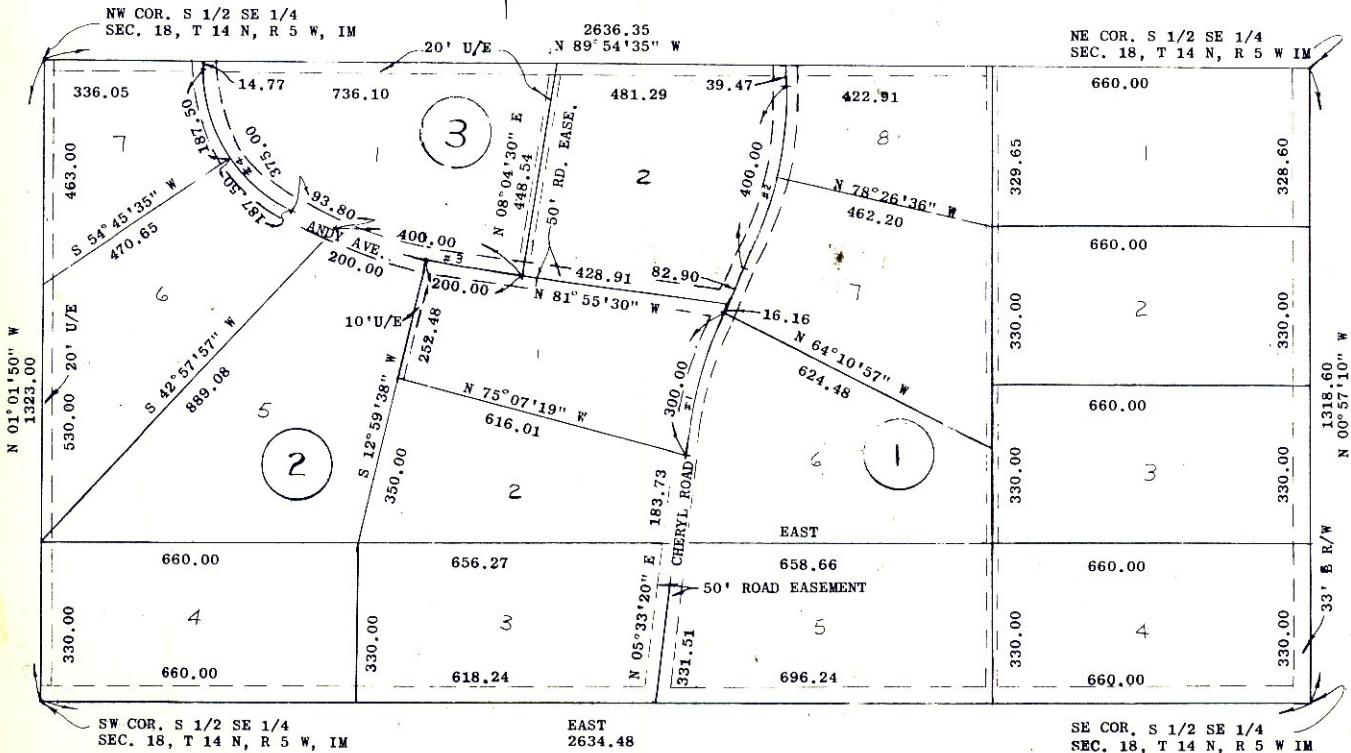 NW COR. S 1/2 SE 1/4
SEC. 18, T 14 N, R 5 W, IM
2636.35
N 89°54'35" W
20' U/E
NE COR. S 1/2 SE 1/4
SEC. 18, T 14 N, R 5 W IM
336.05
14.77
736.10
481.29
39.47
422.91
660.00
7
187.50
187.50
#4
375.00
1
3
N 08°04'30" E
448.54
50' RD. EASE.
2
400.00
#2
8
329.65
1
328.60
463.00
S 54°45'35" W
470.65
93.80
ANDY AVE.
200.00
400.00
#3
200.00
428.91
N 81°55'30" W
82.90
N 78°26'36" W
462.20
660.00
6
7
2
330.00
330.00
16.16
N 64°10'57" W
624.48
10'U/E
252.48
1
300.00
#1
N 01°01'50" W
1323.00
20' U/E
530.00
S 42°57'57" W
889.08
5
2
S 12°59'38" W
350.00
N 75°07'19" W
616.01
2
183.73
CHERYL ROAD
6
1
660.00
330.00
3
330.00
1318.60
N 00°57'10" W
EAST
660.00
656.27
658.66
660.00
33' R/W
50' ROAD EASEMENT
330.00
4
330.00
3
N 05°33'20" E
331.51
5
330.00
4
330.00
660.00
618.24
696.24
660.00
SW COR. S 1/2 SE 1/4
SEC. 18, T 14 N, R 5 W, IM
EAST
2634.48
SE COR. S 1/2 SE 1/4
SEC. 18, T 14 N, R 5 W IM